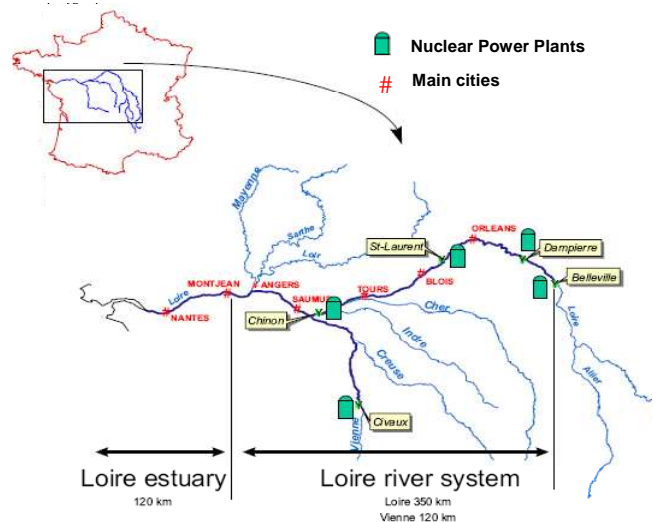 Nuclear Power Plants
# Main cities
Mayenne
Sarthe
Loir
ORLEANS
St-Laurent
Dampierre
Belleville
BLOIS
TOURS
MONTJEAN
ANGERS
SAUMUR
Loire
NANTES
Chinon
Cher
Indre
Creuse
Loire
Allier
Civaux
Vienne
Loire estuary
120 km
Loire river system
Loire 350 km
Vienne 120 km